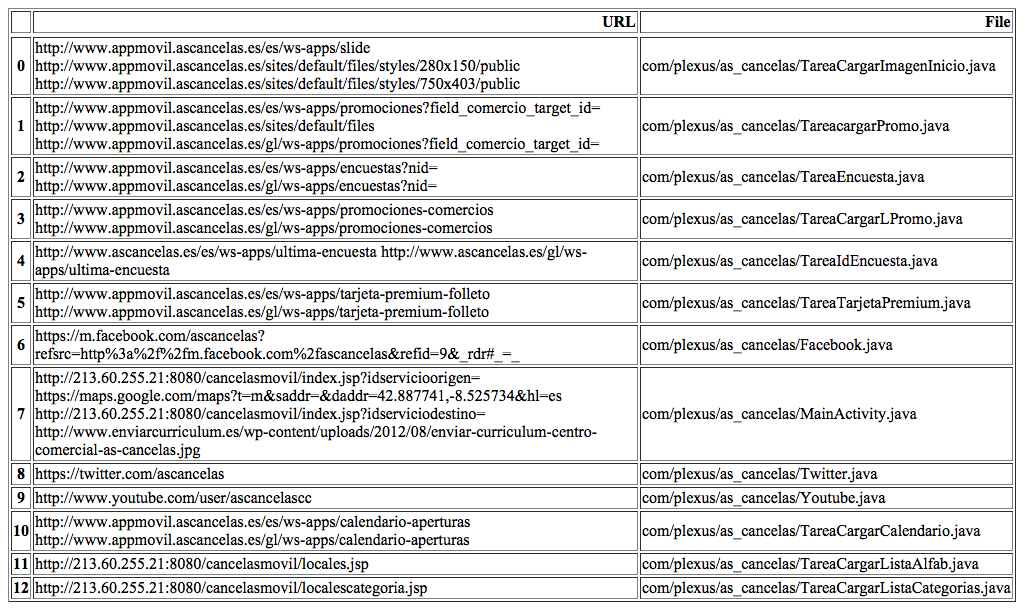 URL File
0 http://www.appmovil.ascancelas.es/es/ws-apps/slide
http://www.appmovil.ascancelas.es/sites/default/files/styles/280x150/public
http://www.appmovil.ascancelas.es/sites/default/files/styles/750x403/public
com/plexus/as_cancelas/TareaCargarImagenInicio.java
1 http://www.appmovil.ascancelas.es/es/ws-apps/promociones?field_comercio_target_id=
http://www.appmovil.ascancelas.es/sites/default/files
http://www.appmovil.ascancelas.es/gl/ws-apps/promociones?field_comercio_target_id=
com/plexus/as_cancelas/TareacargarPromo.java
2 http://www.appmovil.ascancelas.es/es/ws-apps/encuestas?nid=
http://www.appmovil.ascancelas.es/gl/ws-apps/encuestas?nid=
com/plexus/as_cancelas/TareaEncuesta.java
3 http://www.appmovil.ascancelas.es/es/ws-apps/promociones-comercios
http://www.appmovil.ascancelas.es/gl/ws-apps/promociones-comercios
com/plexus/as_cancelas/TareaCargarLPromo.java
4 http://www.ascancelas.es/es/ws-apps/ultima-encuesta http://www.ascancelas.es/gl/ws-
apps/ultima-encuesta
com/plexus/as_cancelas/TareaIdEncuesta.java
5 http://www.appmovil.ascancelas.es/es/ws-apps/tarjeta-premium-folleto
http://www.appmovil.ascancelas.es/gl/ws-apps/tarjeta-premium-folleto
com/plexus/as_cancelas/TareaTarjetaPremium.java
6 https://m.facebook.com/ascancelas?
refsrc=http%3a%2f%2fm.facebook.com%2fascancelas&refid=9&_rdr#_=_
com/plexus/as_cancelas/Facebook.java
7 http://213.60.255.21:8080/cancelasmovil/index.jsp?idservicioorigen=
https://maps.google.com/maps?t=m&saddr=&daddr=42.887741,-8.525734&hl=es
http://213.60.255.21:8080/cancelasmovil/index.jsp?idserviciodestino=
http://www.enviarcurriculum.es/wp-content/uploads/2012/08/enviar-curriculum-centro-
comercial-as-cancelas.jpg
com/plexus/as_cancelas/MainActivity.java
8 https://twitter.com/ascancelas com/plexus/as_cancelas/Twitter.java
9 http://www.youtube.com/user/ascancelascc com/plexus/as_cancelas/Youtube.java
10 http://www.appmovil.ascancelas.es/es/ws-apps/calendario-aperturas
http://www.appmovil.ascancelas.es/gl/ws-apps/calendario-aperturas
com/plexus/as_cancelas/TareaCargarCalendario.java
11 http://213.60.255.21:8080/cancelasmovil/locales.jsp com/plexus/as_cancelas/TareaCargarListaAlfab.java
12 http://213.60.255.21:8080/cancelasmovil/localescategoria.jsp com/plexus/as_cancelas/TareaCargarListaCategorias.java